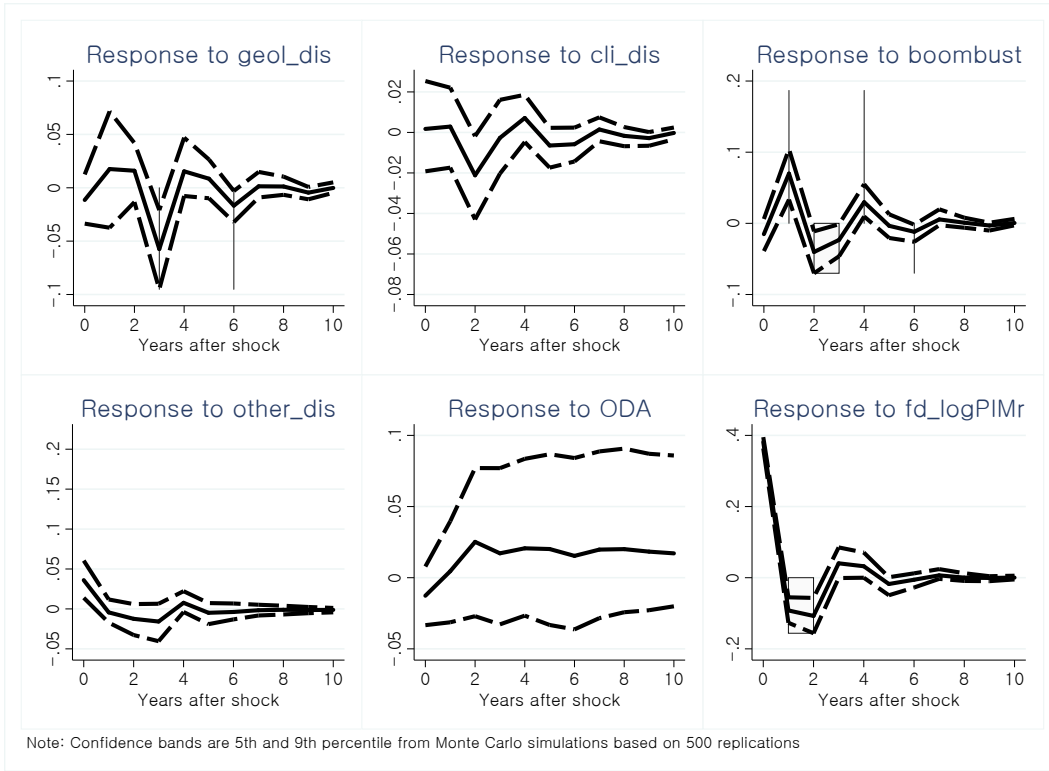 Response to geol_dis
.1
.05
0
-.05
-.1
0 2 4 6 8 10
Years after shock
Response to cli_dis
.02
0
-.02
-.04
-.06
-.08
0 2 4 6 8 10
Years after shock
Response to boombust
.2
.1
0
-.1
0 2 4 6 8 10
Years after shock
Response to other_dis
.2
.15
.1
.05
0
-.05
0 2 4 6 8 10
Years after shock
Response to ODA
.1
.05
0
-.05
0 2 4 6 8 10
Years after shock
Response to fd_logPIMr
.4
.2
0
-.2
0 2 4 6 8 10
Years after shock
Note: Confidence bands are 5th and 9th percentile from Monte Carlo simulations based on 500 replications